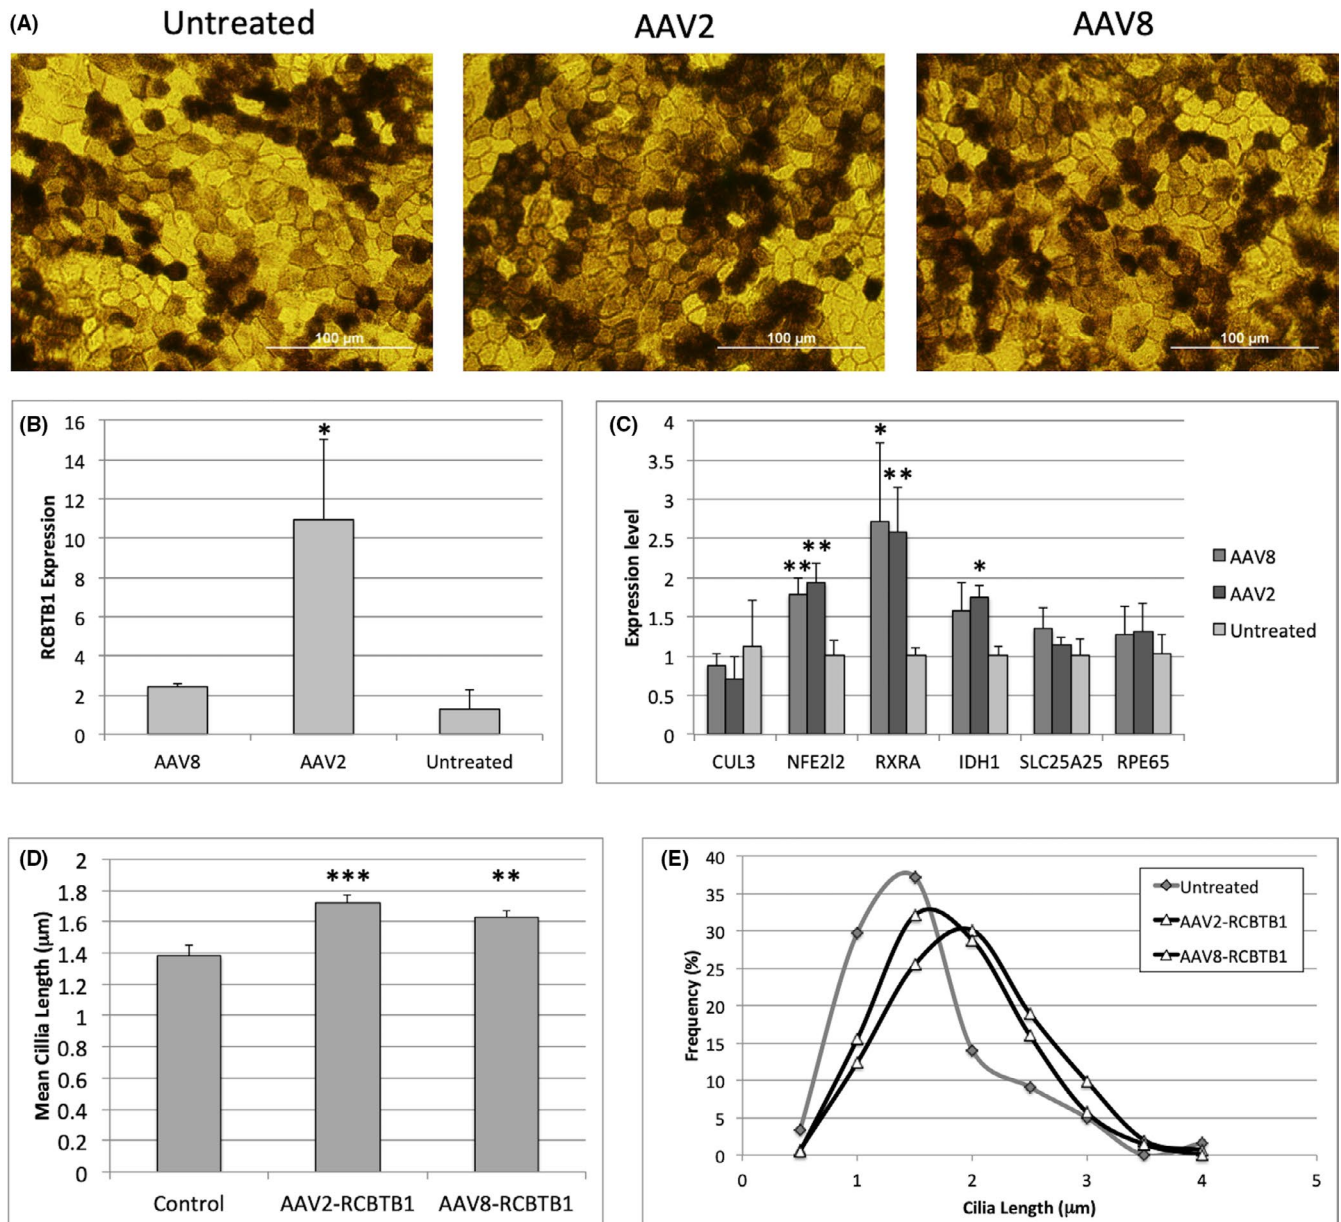 (A) Untreated AAV2 AAV8
100 µm 100 µm 100 µm
(B)
RCBTB1 Expression
16
14
12
10
8
6
4
2
0
*
AAV8 AAV2 Untreated
(C)
Expression level
4
3.5
3
2.5
2
1.5
1
0.5
0
** ** * ** *
CUL3 NFE2l2 RXRA IDH1 SLC25A25 RPE65
AAV8
AAV2
Untreated
(D)
Mean Cillia Length (µm)
2
1.8
1.6
1.4
1.2
1
0.8
0.6
0.4
0.2
0
*** **
Control AAV2-RCBTB1 AAV8-RCBTB1
(E)
Frequency (%)
40
35
30
25
20
15
10
5
0
0 1 2 3 4 5
Cilia Length (µm)
Untreated
AAV2-RCBTB1
AAV8-RCBTB1